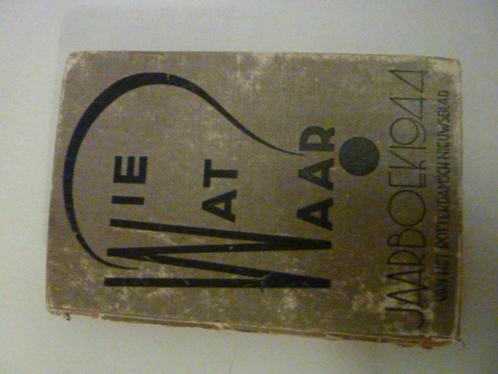 WIE
WAT
WAAR?
JAARBOEK 1944
VAN HET ROTTERDAMSCH NIEUWSBLAD